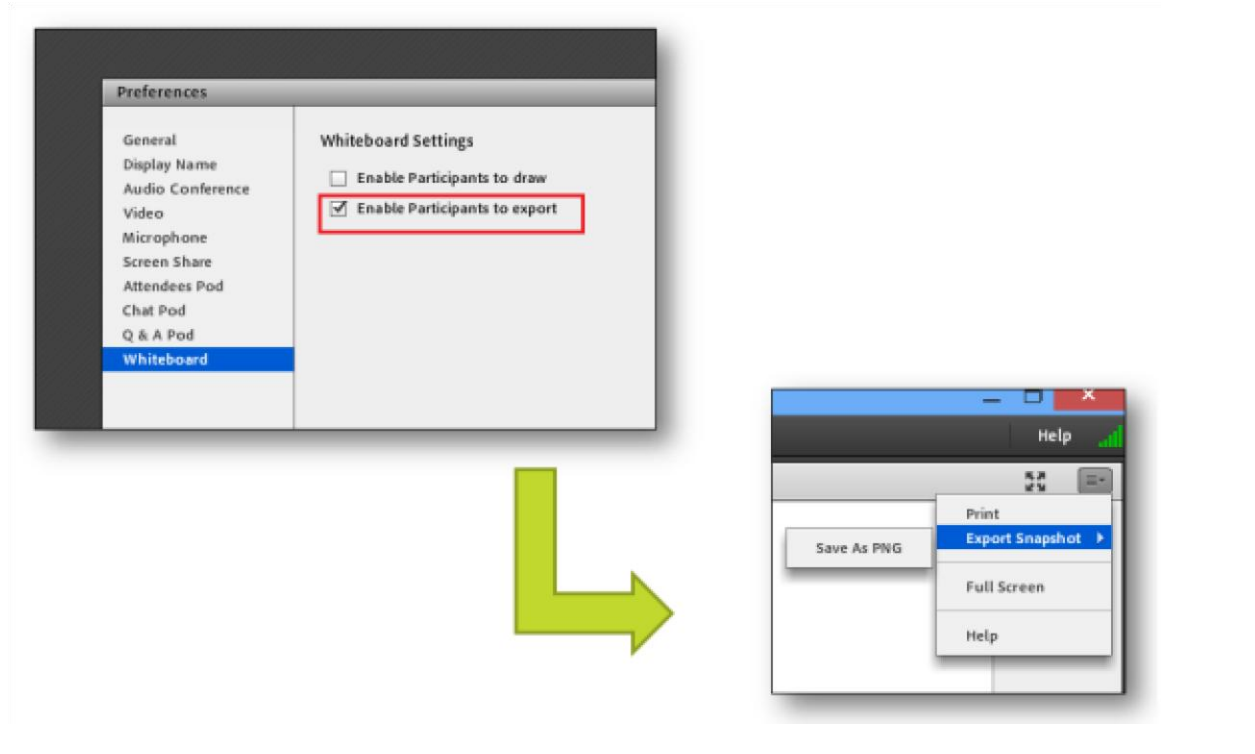 Preferences
General
Display Name
Audio Conference
Video
Microphone
Screen Share
Attendees Pod
Chat Pod
Q & A Pod
Whiteboard
Whiteboard Settings
Enable Participants to draw
Enable Participants to export
Help
Print
Export Snapshot
Save As PNG
Full Screen
Help